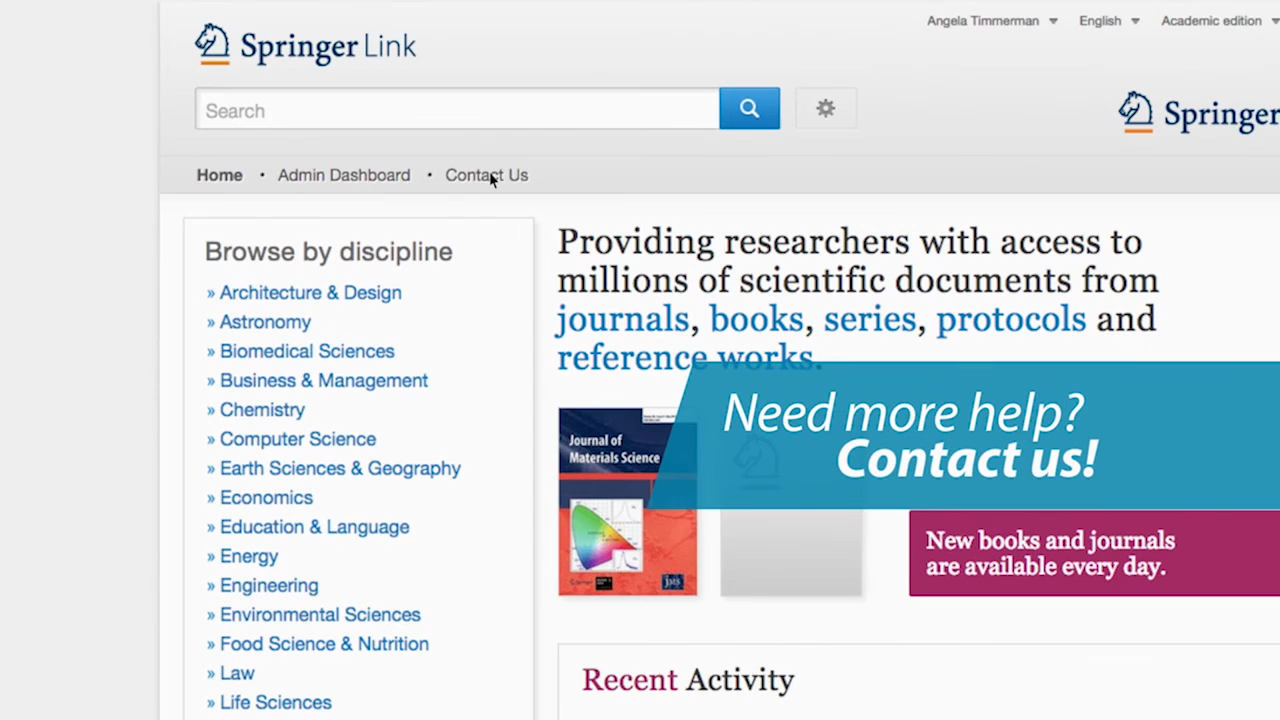 Angela Timmerman English Academic edition
Springer Link
Search
Springer
Home • Admin Dashboard • Contact Us
Browse by discipline
» Architecture & Design
» Astronomy
» Biomedical Sciences
» Business & Management
» Chemistry
» Computer Science
» Earth Sciences & Geography
» Economics
» Education & Language
» Energy
» Engineering
» Environmental Sciences
» Food Science & Nutrition
» Law
» Life Sciences
Providing researchers with access to
millions of scientific documents from
journals, books, series, protocols and
reference works.
Need more help?
Contact us!
Journal of
Materials Science
JMS
New books and journals
are available every day.
Recent Activity